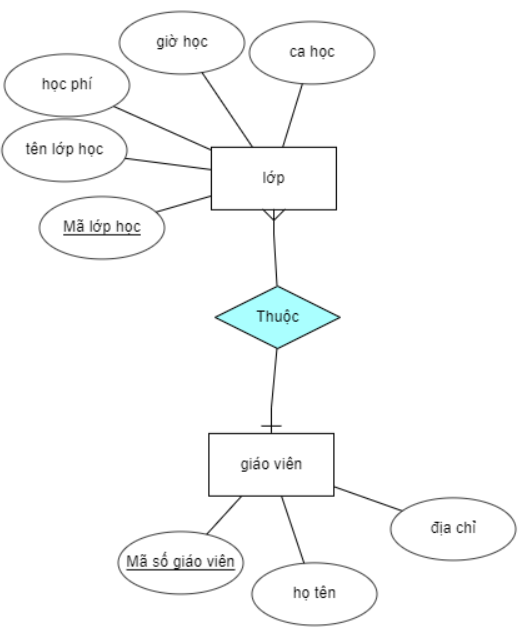 giờ học
ca học
học phí
tên lớp học
lớp
Mã lớp học
Thuộc
giáo viên
địa chỉ
Mã số giáo viên
họ tên